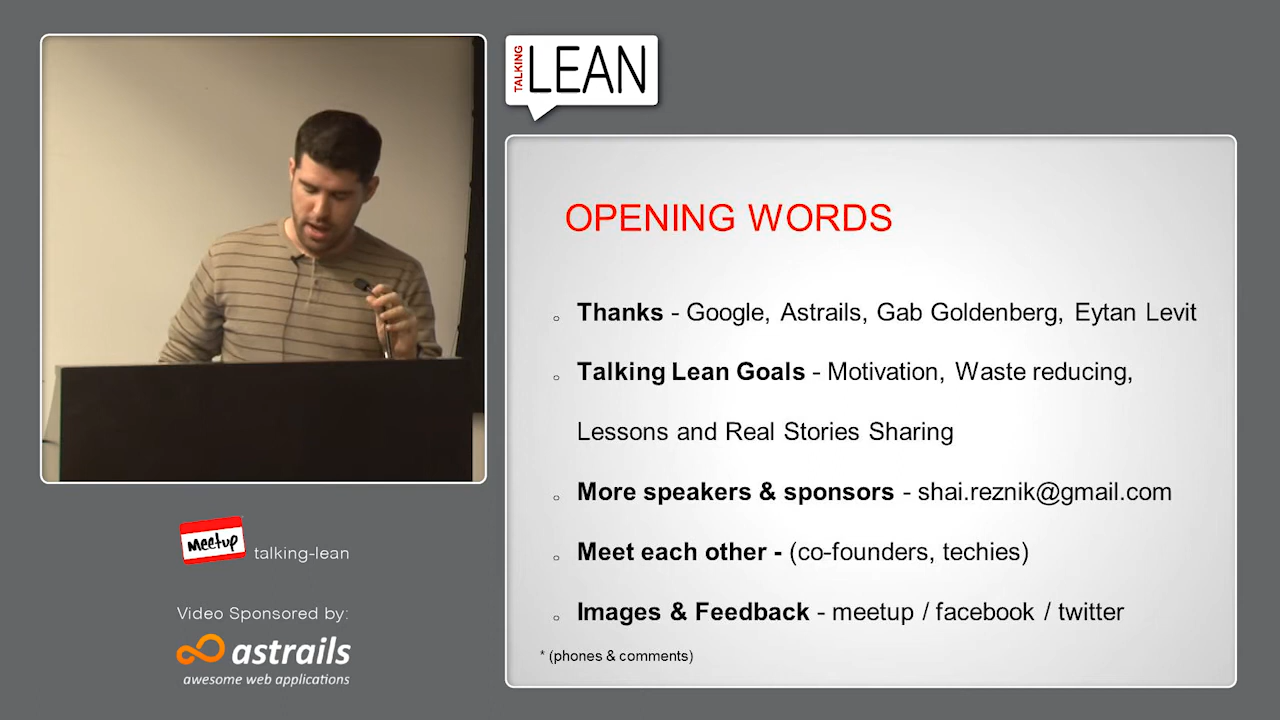 TALKING
LEAN
OPENING WORDS
Thanks - Google, Astrails, Gab Goldenberg, Eytan Levit
Talking Lean Goals - Motivation, Waste reducing,
Lessons and Real Stories Sharing
More speakers & sponsors - shai.reznik@gmail.com
Meet each other - (co-founders, techies)
Images & Feedback - meetup / facebook / twitter
* (phones & comments)
meetup
talking-lean
Video Sponsored by:
astrails
awesome web applications